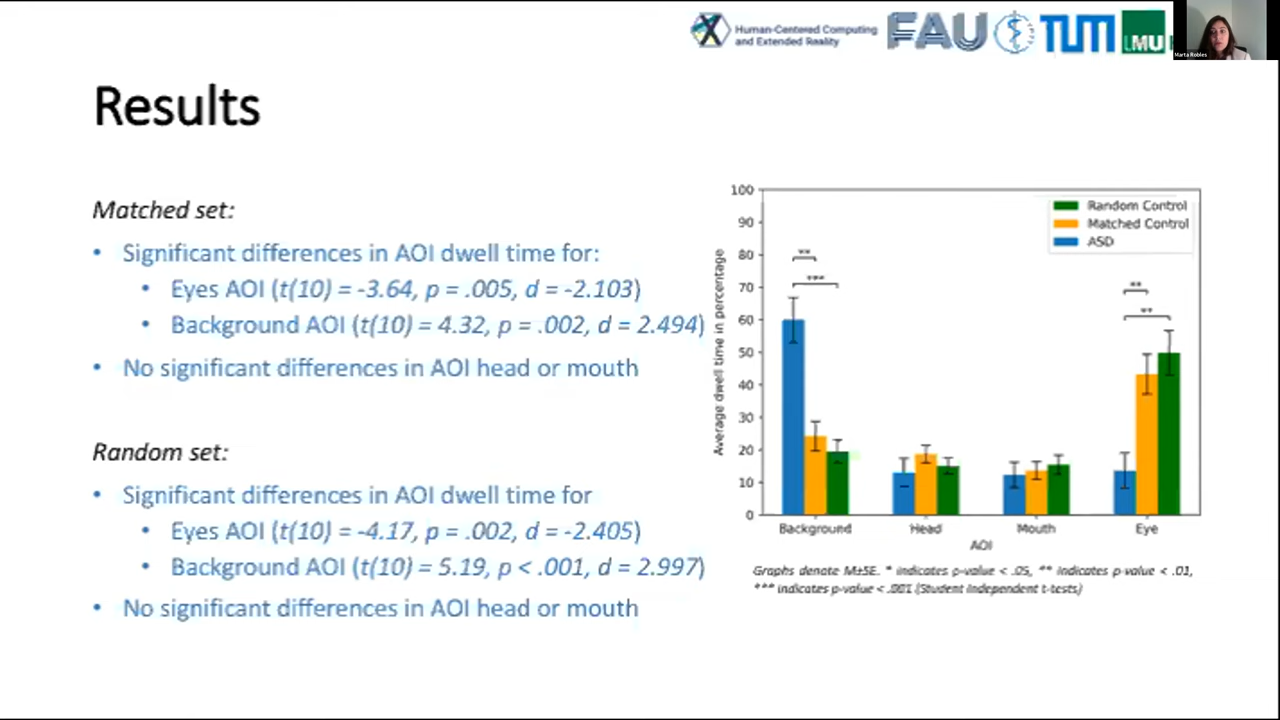 Human-Centered Computing
and Extended Reality
FAU
TUM
LMU
Marta Robles
Results
Matched set:
• Significant differences in AOI dwell time for:
• Eyes AOI (t(10) = -3.64, p = .005, d = -2.103)
• Background AOI (t(10) = 4.32, p = .002, d = 2.494)
• No significant differences in AOI head or mouth
Random set:
• Significant differences in AOI dwell time for
• Eyes AOI (t(10) = -4.17, p = .002, d = -2.405)
• Background AOI (t(10) = 5.19, p < .001, d = 2.997)
• No significant differences in AOI head or mouth
Average dwell time in percentage
100
90
80
70
60
50
40
30
20
10
0
Random Control
Matched Control
ASD
**
***
**
**
Background Head Mouth Eye
AOI
Graphs denote M±SE. * indicates p-value < .05, ** indicates p-value < .01,
*** indicates p-value < .001 (Student independent t-tests)